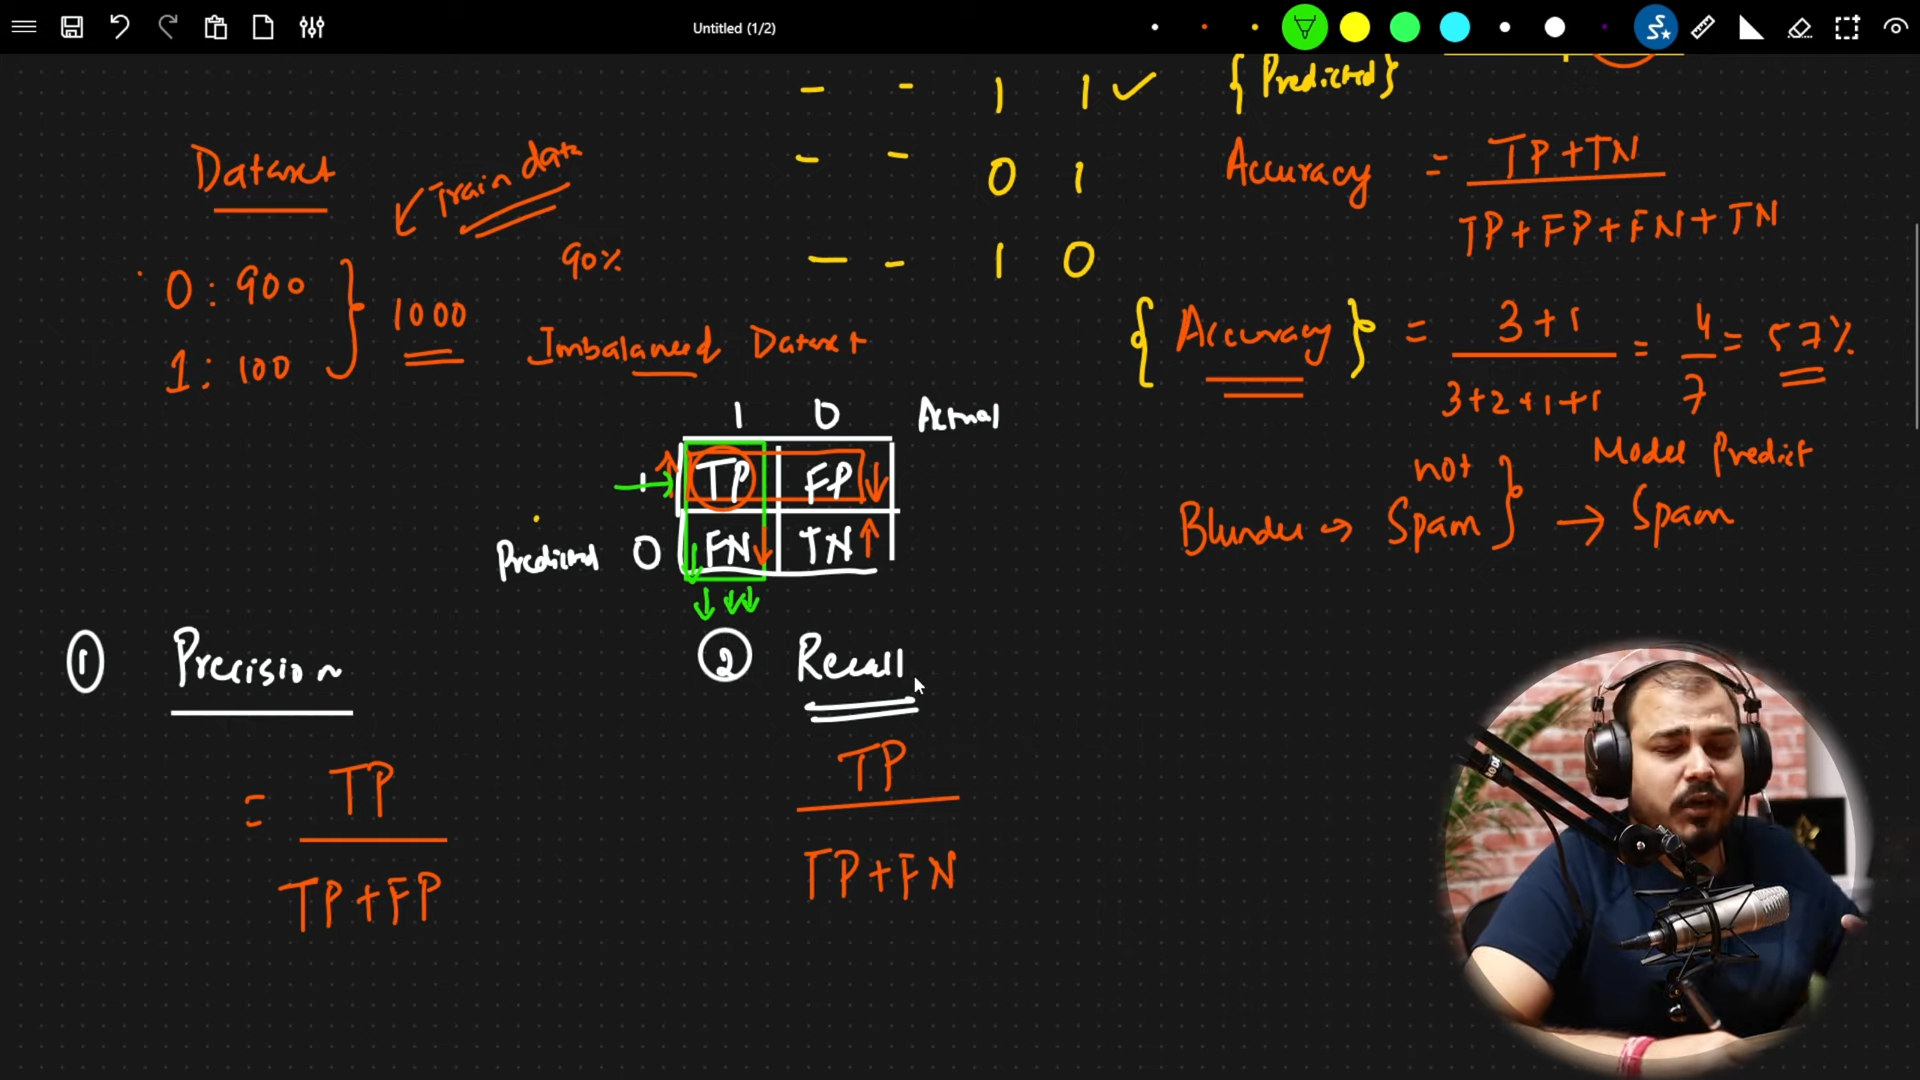 Untitled (1/2)
- - 1 1 ✓ { Predicted }
- - 0 1
- - 1 0
Dataset
Train data
0 : 900
1 : 100
1000
90%
Imbalanced Dataset
Accuracy = TP+TN
TP+FP+FN+TN
{ Accuracy } = 3+1 = 4 = 57%
3+2+1+1 7
1 0 Actual
1 TP FP
Predicted 0 FN TN
Blunder → not Spam } → Model Predict
Spam
① Precision
= TP
TP+FP
② Recall
TP
TP+FN